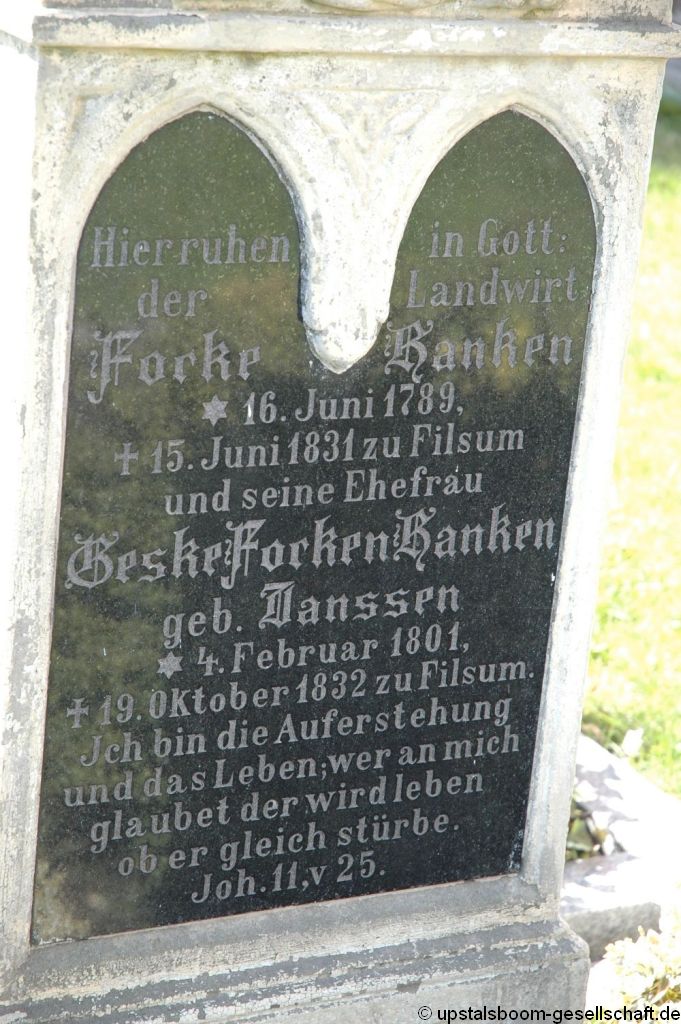 Hier ruhen in Gott:
der Landwirt
Focke Banken
* 16. Juni 1789,
† 15. Juni 1831 zu Filsum
und seine Ehefrau
Geske Focken Banken
geb. Janssen
* 4. Februar 1801,
† 19. Oktober 1832 zu Filsum.
Jch bin die Auferstehung
und das Leben; wer an mich
glaubet der wird leben
ob er gleich stürbe.
Joh. 11, v 25.
© upstalsboom-gesellschaft.de